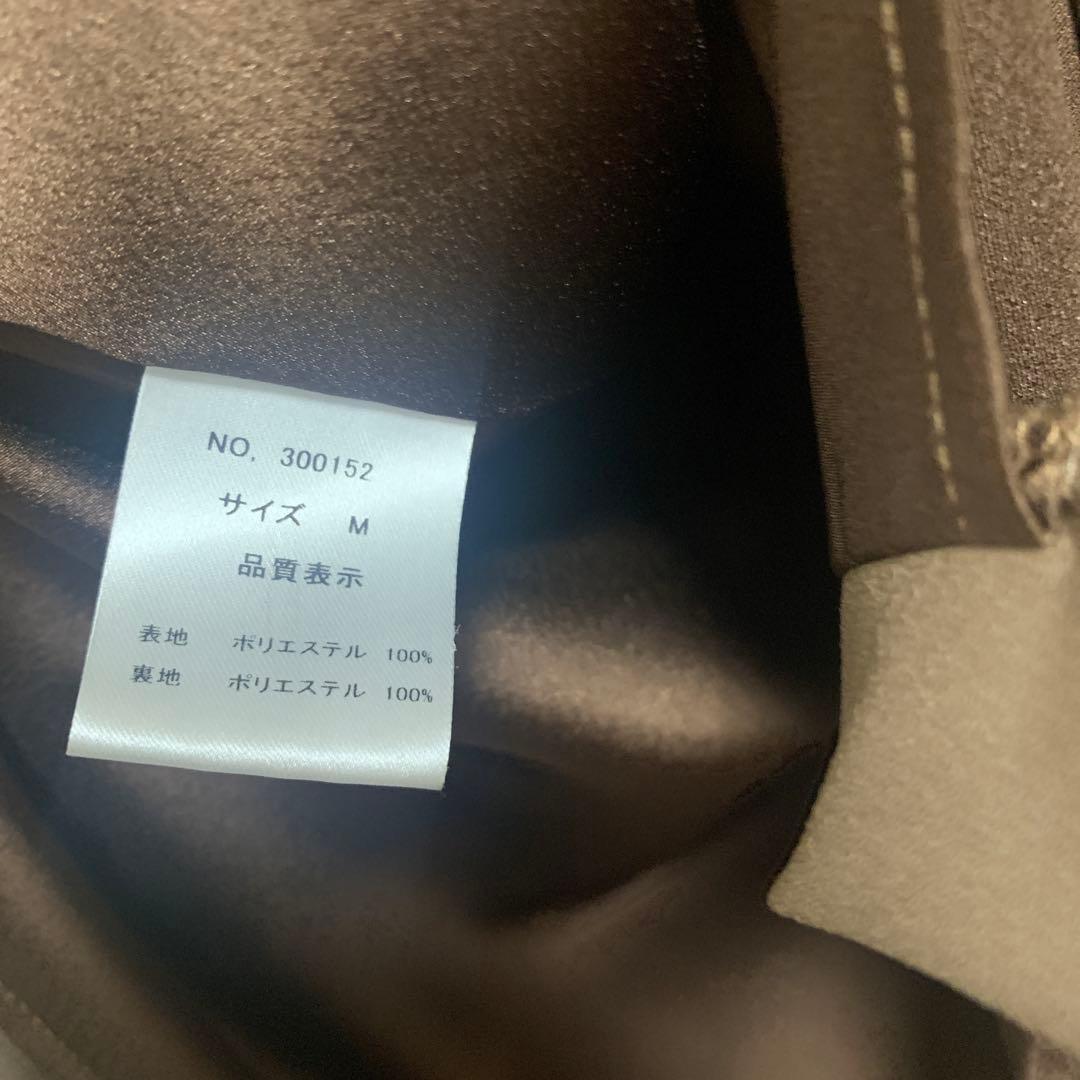 NO. 300152
サイズ M
品質表示
表地 ポリエステル 100%
裏地 ポリエステル 100%